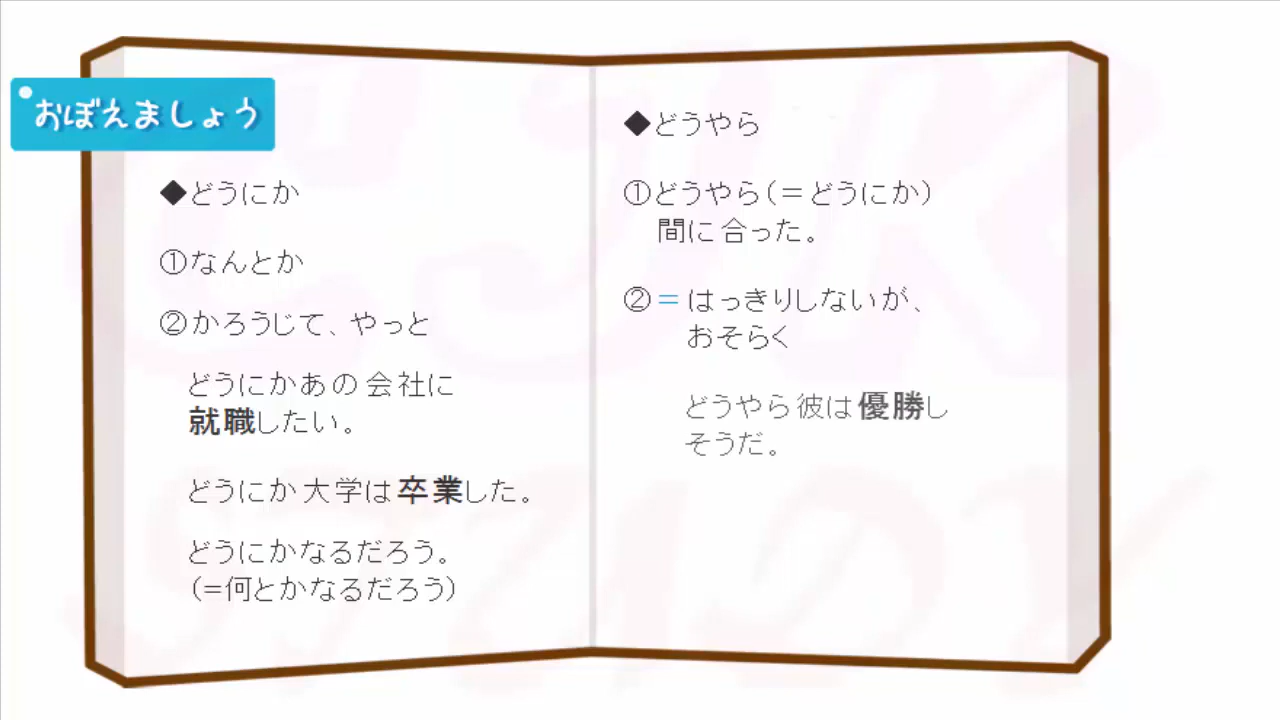 おぼえましょう
◆どうにか
①なんとか
②かろうじて、やっと
どうにかあの会社に
就職したい。
どうにか大学は卒業した。
どうにかなるだろう。
(=何とかなるだろう)
◆どうやら
①どうやら(=どうにか)
間に合った。
②=はっきりしないが、
おそらく
どうやら彼は優勝し
そうだ。